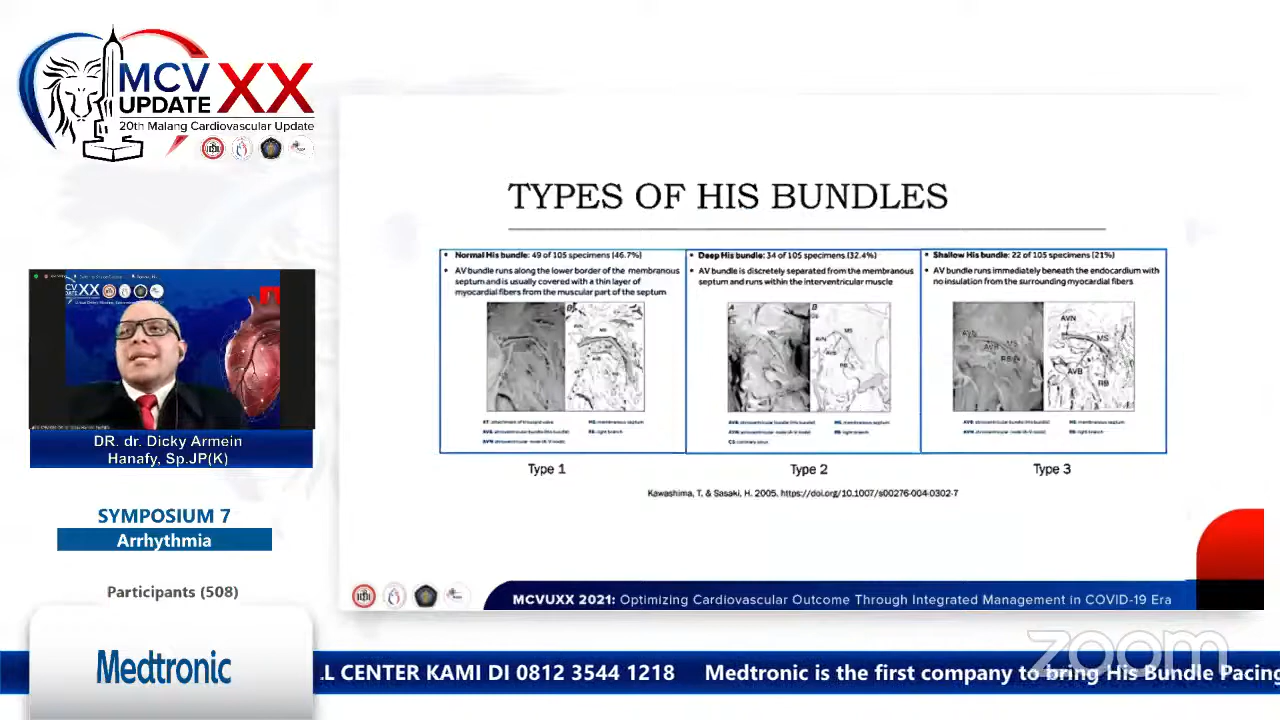 MCV
UPDATE
XX
20th Malang Cardiovascular Update
DR. dr. Dicky Armein
Hanafy, Sp.JP(K)
SYMPOSIUM 7
Arrhythmia
Participants (508)
Medtronic
TYPES OF HIS BUNDLES
Normal His bundle: 49 of 105 specimens (46.7%)
AV bundle runs along the lower border of the membranous
septum and is usually covered with a thin layer of
myocardial fibers from the muscular part of the septum
Deep His bundle: 34 of 105 specimens (32.4%)
AV bundle is discretely separated from the membranous
septum and runs within the interventricular muscle
Shallow His bundle: 22 of 105 specimens (21%)
AV bundle runs immediately beneath the endocardium with
no insulation from the surrounding myocardial fibers
AVN
MS
AVB
RB
Type 1
Type 2
Type 3
Kawashima, T, & Sasaki, H. 2005. https://doi.org/10.1007/s00276-004-0302-7
MCVUXX 2021: Optimizing Cardiovascular Outcome Through Integrated Management in COVID-19 Era
zoom
L CENTER KAMI DI 0812 3544 1218 Medtronic is the first company to bring His Bundle Pacing